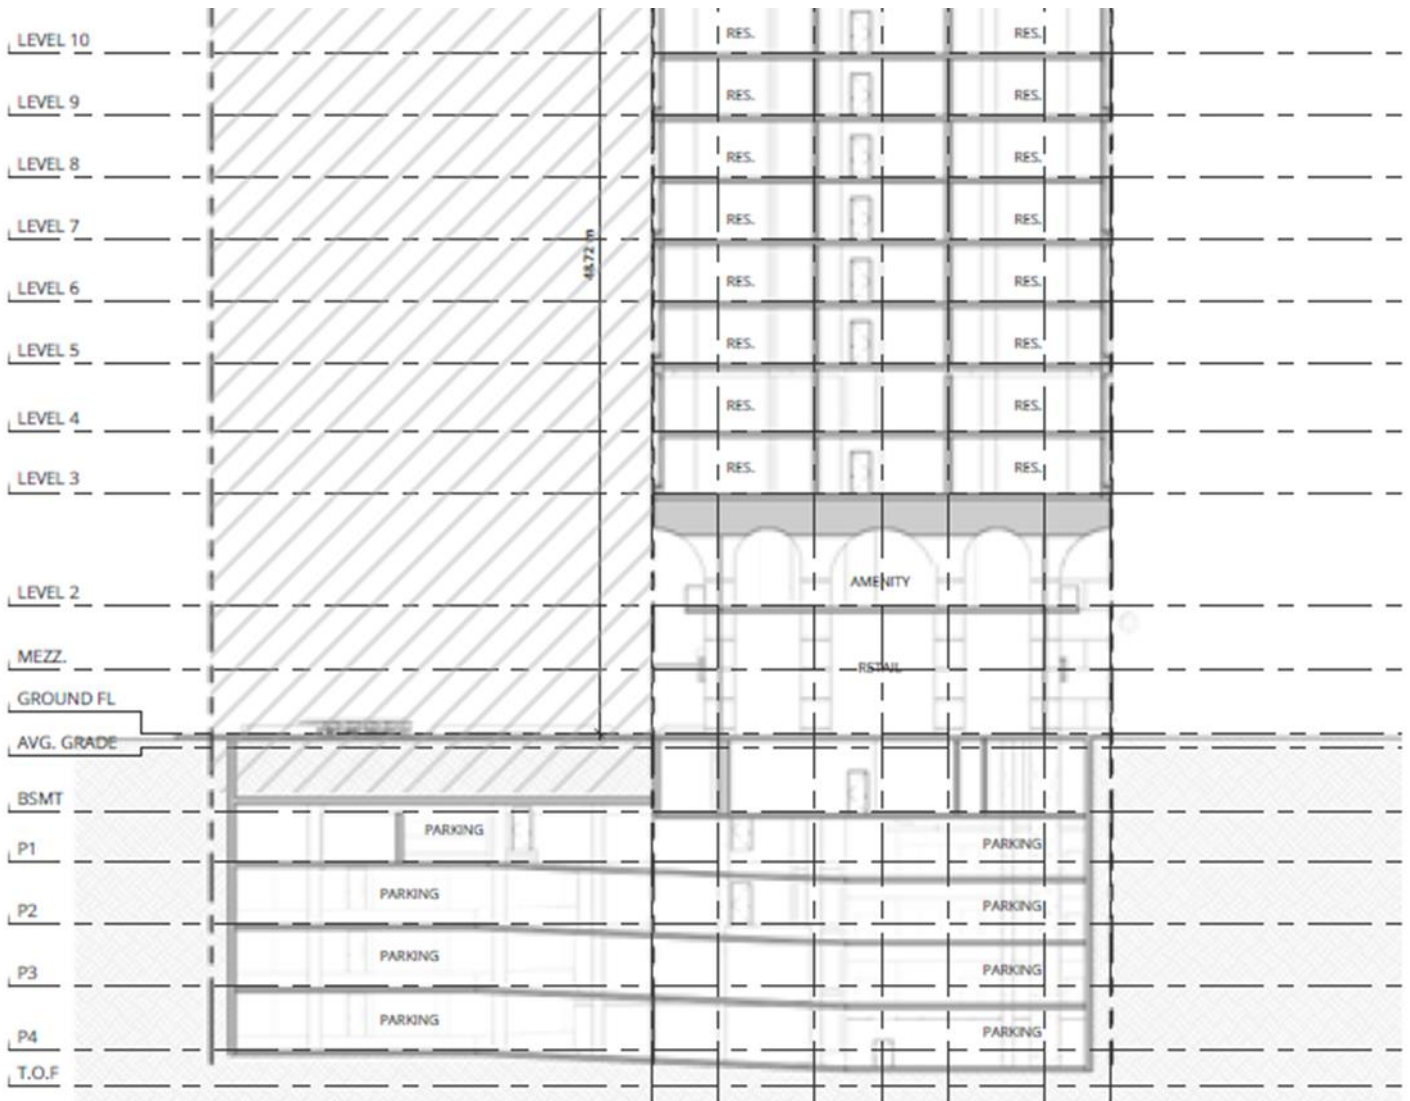 LEVEL 10
RES.
RES.
LEVEL 9
RES.
RES.
LEVEL 8
RES.
RES.
LEVEL 7
RES.
RES.
48.72 m
LEVEL 6
RES.
RES.
LEVEL 5
RES.
RES.
LEVEL 4
RES.
RES.
LEVEL 3
RES.
RES.
LEVEL 2
AMENITY
MEZZ.
RETAIL
GROUND FL
AVG. GRADE
BSMT
PARKING
P1
PARKING
PARKING
P2
PARKING
PARKING
P3
PARKING
PARKING
P4
PARKING
T.O.F